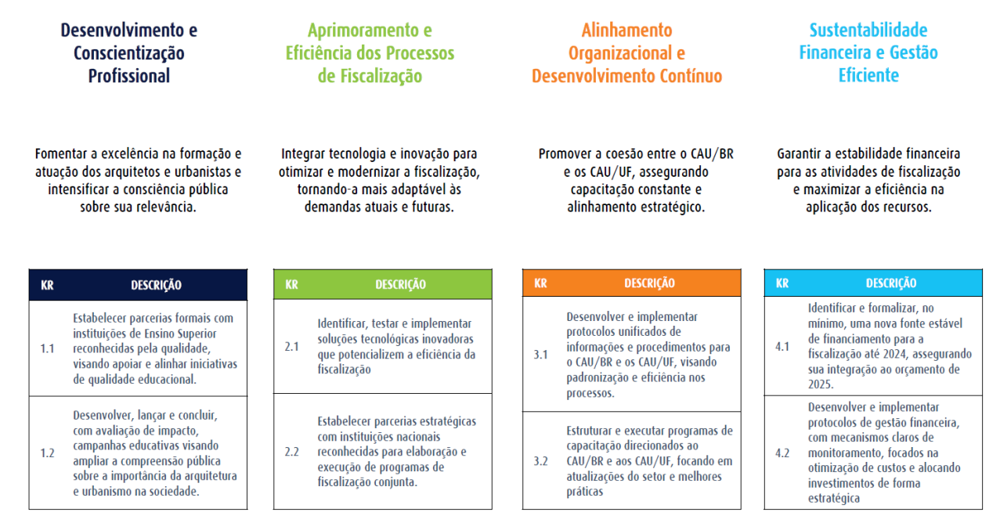 Desenvolvimento e
Conscientização
Profissional
Fomentar a excelência na formação e
atuação dos arquitetos e urbanistas e
intensificar a consciência pública
sobre sua relevância.
KR DESCRIÇÃO
1.1
Estabelecer parcerias formais com
instituições de Ensino Superior
reconhecidas pela qualidade,
visando apoiar e alinhar iniciativas
de qualidade educacional.
1.2
Desenvolver, lançar e concluir,
com avaliação de impacto,
campanhas educativas visando
ampliar a compreensão pública
sobre a importância da arquitetura
e urbanismo na sociedade.
Aprimoramento e
Eficiência dos Processos
de Fiscalização
Integrar tecnologia e inovação para
otimizar e modernizar a fiscalização,
tornando-a mais adaptável às
demandas atuais e futuras.
KR DESCRIÇÃO
2.1
Identificar, testar e implementar
soluções tecnológicas inovadoras
que potencializem a eficiência da
fiscalização
2.2
Estabelecer parcerias estratégicas
com instituições nacionais
reconhecidas para elaboração e
execução de programas de
fiscalização conjunta.
Alinhamento
Organizacional e
Desenvolvimento Contínuo
Promover a coesão entre o CAU/BR
e os CAU/UF, assegurando
capacitação constante e
alinhamento estratégico.
KR DESCRIÇÃO
3.1
Desenvolver e implementar
protocolos unificados de
informações e procedimentos para
o CAU/BR e os CAU/UF, visando
padronização e eficiência nos
processos.
3.2
Estruturar e executar programas de
capacitação direcionados ao
CAU/BR e aos CAU/UF, focando em
atualizações do setor e melhores
práticas
Sustentabilidade
Financeira e Gestão
Eficiente
Garantir a estabilidade financeira
para as atividades de fiscalização
e maximizar a eficiência na
aplicação dos recursos.
KR DESCRIÇÃO
4.1
Identificar e formalizar, no
mínimo, uma nova fonte estável
de financiamento para a
fiscalização até 2024, assegurando
sua integração ao orçamento de
2025.
4.2
Desenvolver e implementar
protocolos de gestão financeira,
com mecanismos claros de
monitoramento, focados na
otimização de custos e alocando
investimentos de forma
estratégica